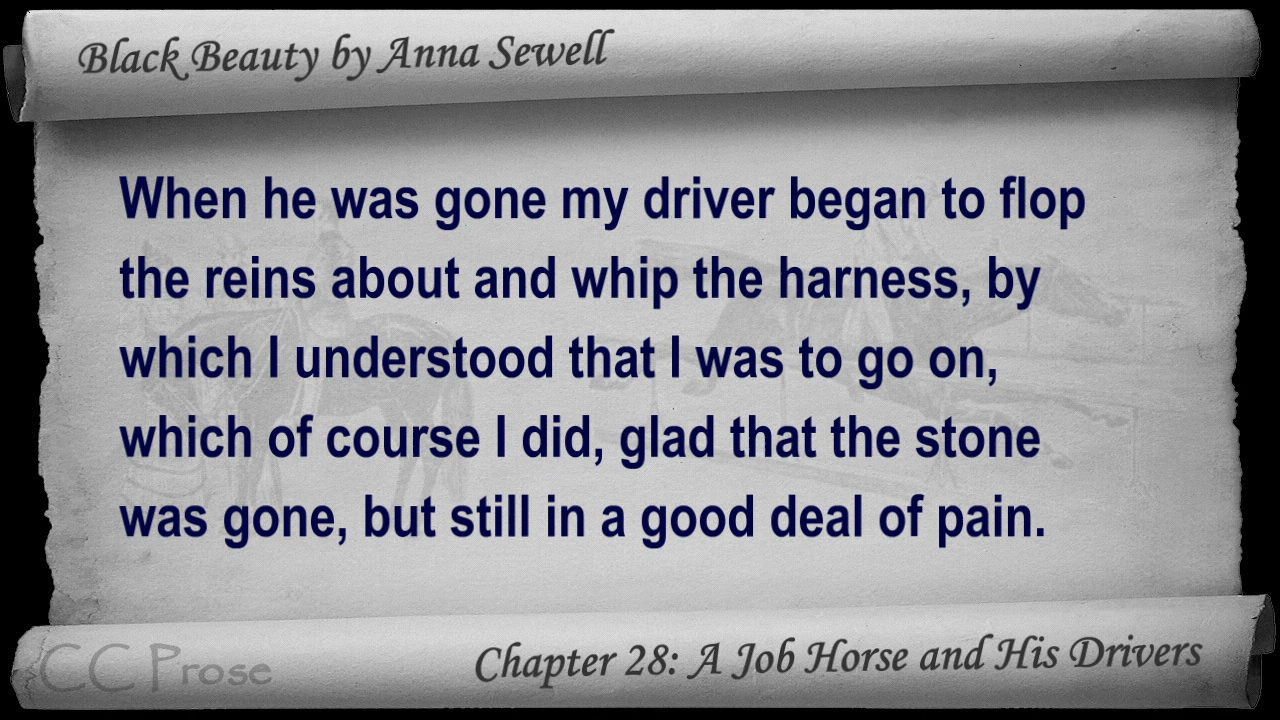 Black Beauty by Anna Sewell
When he was gone my driver began to flop
the reins about and whip the harness, by
which I understood that I was to go on,
which of course I did, glad that the stone
was gone, but still in a good deal of pain.
CC Prose
Chapter 28: A Job Horse and His Drivers